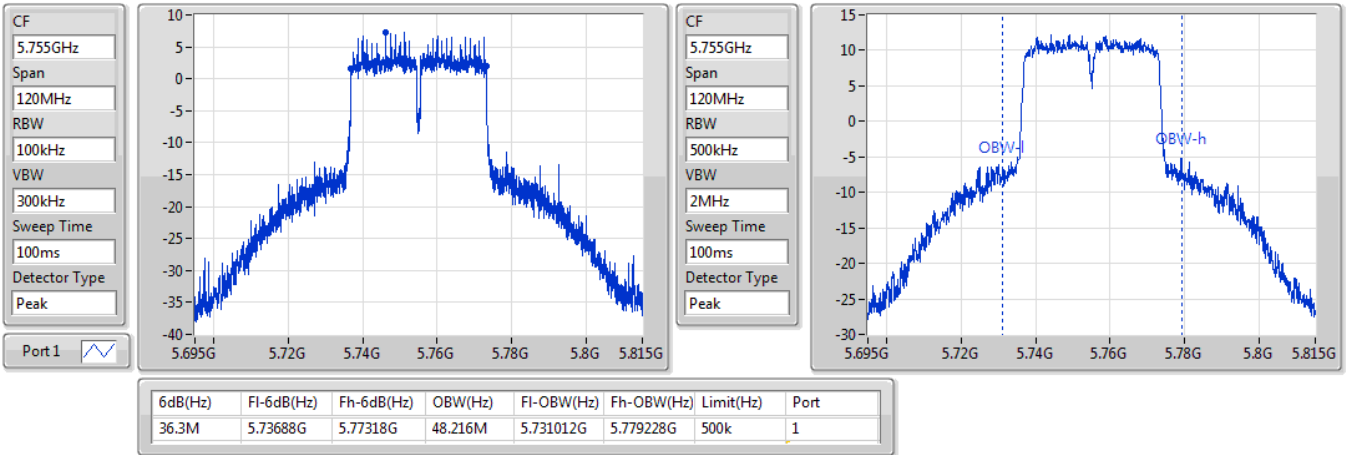 CF
5.755GHz
Span
120MHz
RBW
100kHz
VBW
300kHz
Sweep Time
100ms
Detector Type
Peak
Port 1
10
5
0
-5
-10
-15
-20
-25
-30
-35
-40
5.695G 5.72G 5.74G 5.76G 5.78G 5.8G 5.815G
CF
5.755GHz
Span
120MHz
RBW
500kHz
VBW
2MHz
Sweep Time
100ms
Detector Type
Peak
15
10
5
0
-5
-10
-15
-20
-25
-30
OBW-l
OBW-h
5.695G 5.72G 5.74G 5.76G 5.78G 5.8G 5.815G
6dB(Hz) Fl-6dB(Hz) Fh-6dB(Hz) OBW(Hz) Fl-OBW(Hz) Fh-OBW(Hz) Limit(Hz) Port
36.3M 5.73688G 5.77318G 48.216M 5.731012G 5.779228G 500k 1